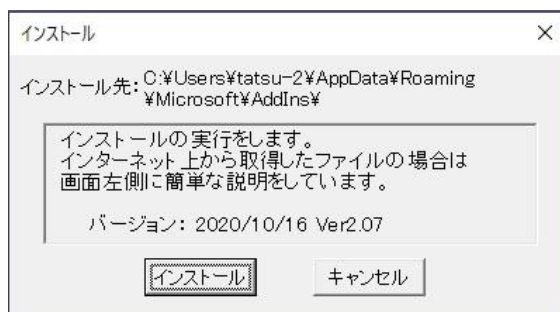 インストール
インストール先: C:¥Users¥tatsu-2¥AppData¥Roaming
¥Microsoft¥AddIns¥
インストールの実行をします。
インターネット上から取得したファイルの場合は
画面左側に簡単な説明をしています。
バージョン: 2020/10/16 Ver2.07
インストール
キャンセル